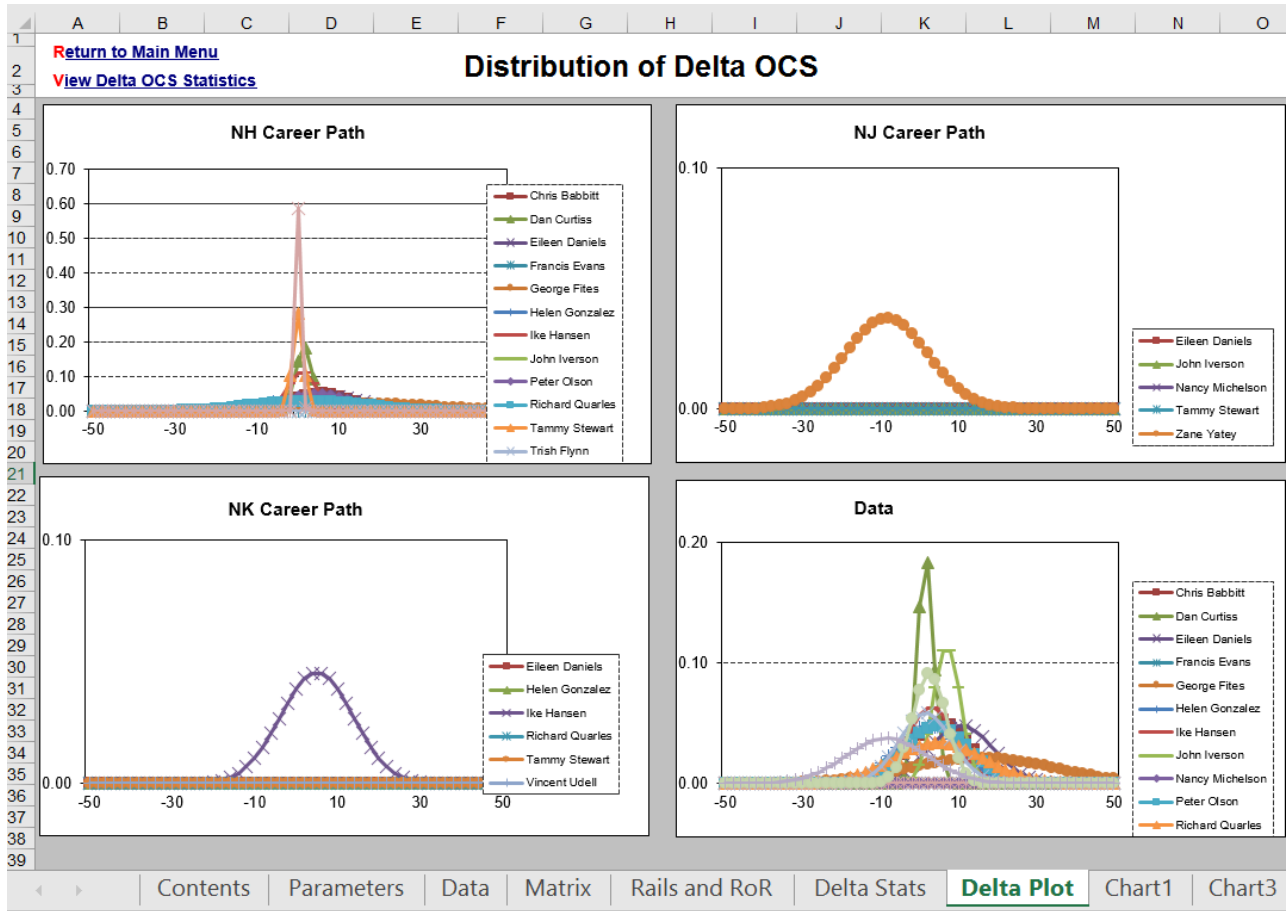 A B C D E F G H I J K L M N O
1
Return to Main Menu
2
Distribution of Delta OCS
View Delta OCS Statistics
3
4
5
6
7
8
9
10
11
12
13
14
15
16
17
18
19
20
21
22
23
24
25
26
27
28
29
30
31
32
33
34
35
36
37
38
39
NH Career Path
0.70
0.60
0.50
0.40
0.30
0.20
0.10
0.00
-50 -30 -10 10 30
Chris Babbitt
Dan Curtiss
Eileen Daniels
Francis Evans
George Fites
Helen Gonzalez
Ike Hansen
John Iverson
Peter Olson
Richard Quarles
Tammy Stewart
Trish Flynn
NJ Career Path
0.10
0.00
-50 -30 -10 10 30 50
Eileen Daniels
John Iverson
Nancy Michelson
Tammy Stewart
Zane Yatey
NK Career Path
0.10
0.00
-50 -30 -10 10 30 50
Eileen Daniels
Helen Gonzalez
Ike Hansen
Richard Quarles
Tammy Stewart
Vincent Udell
Data
0.20
0.10
0.00
-50 -30 -10 10 30 50
Chris Babbitt
Dan Curtiss
Eileen Daniels
Francis Evans
George Fites
Helen Gonzalez
Ike Hansen
John Iverson
Nancy Michelson
Peter Olson
Richard Quarles
Contents Parameters Data Matrix Rails and RoR Delta Stats Delta Plot Chart1 Chart3